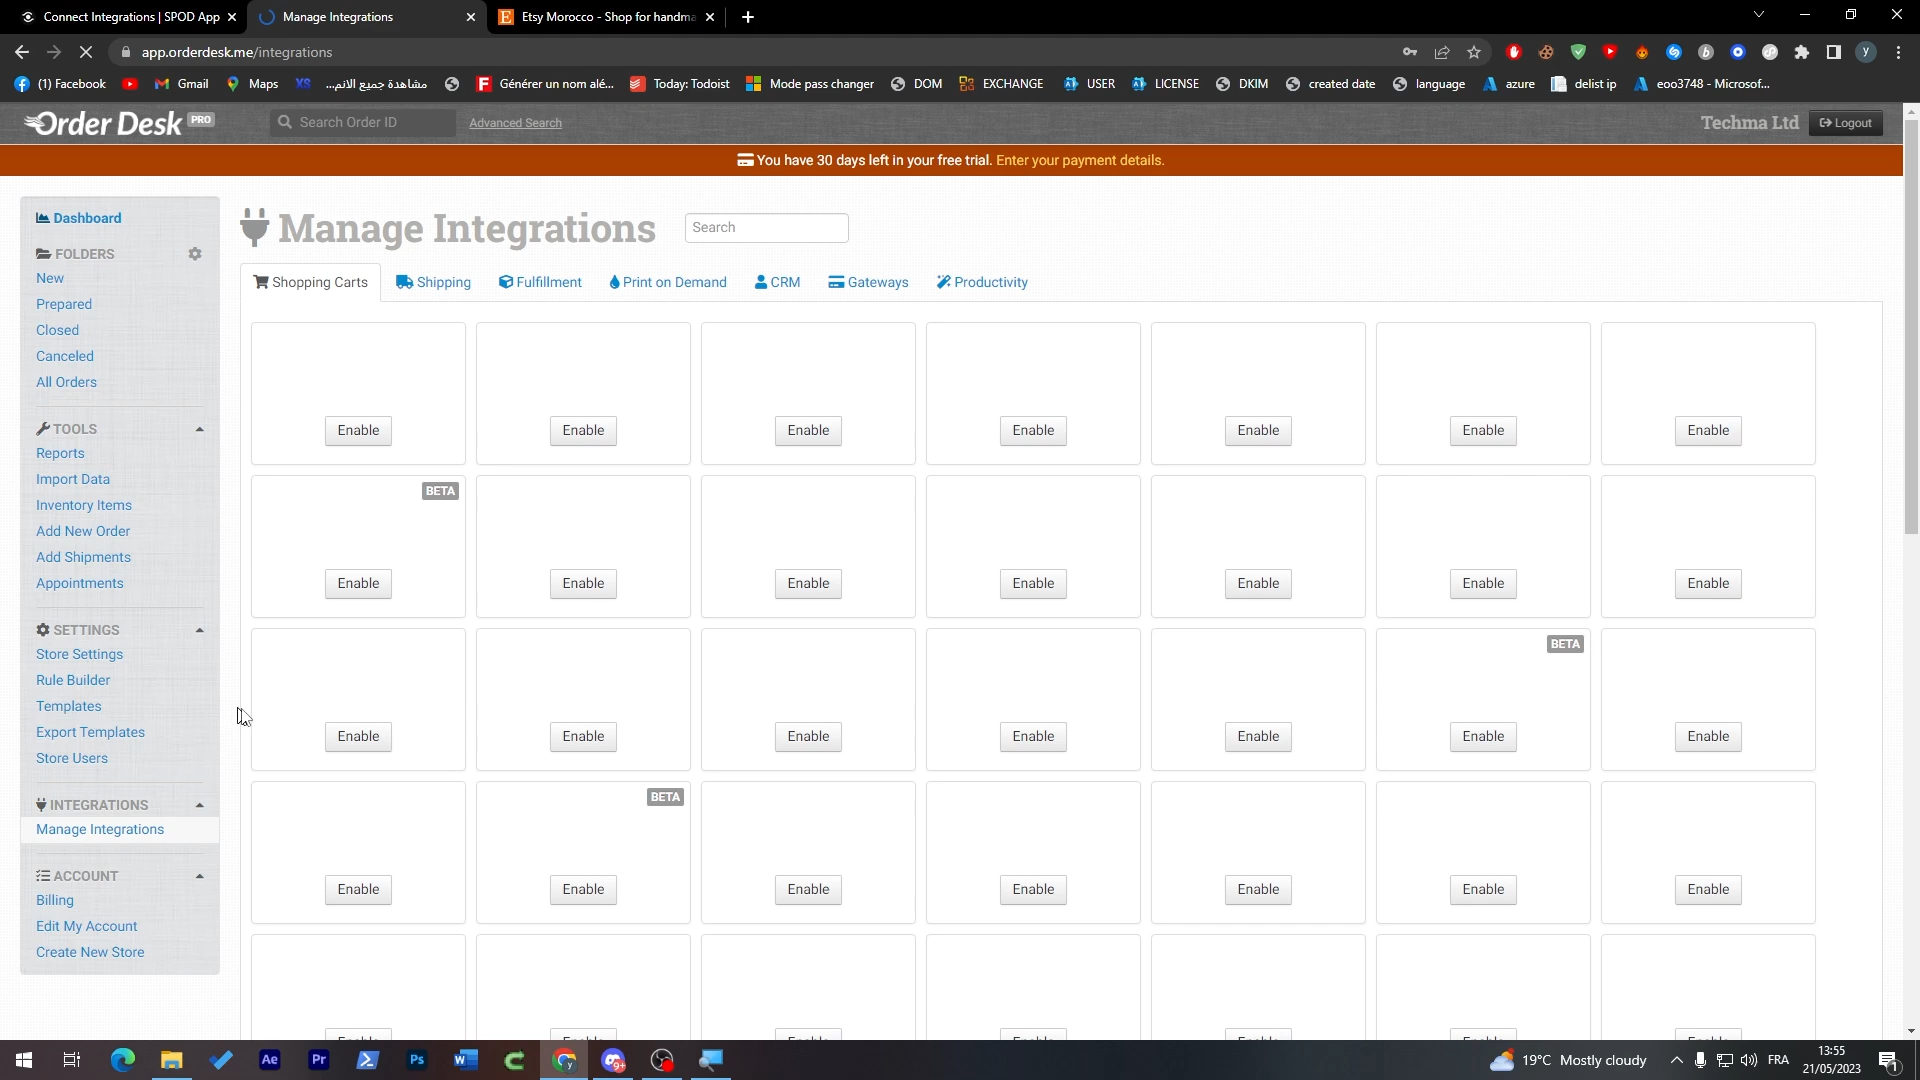 Connect Integrations | SPOD App
Manage Integrations
Etsy Morocco - Shop for handma
app.orderdesk.me/integrations
(1) Facebook
Gmail
Maps
XS
مشاهدة جميع الانم...
Générer un nom alé...
Today: Todoist
Mode pass changer
DOM
EXCHANGE
USER
LICENSE
DKIM
created date
language
azure
delist ip
eoo3748 - Microsof...
Order Desk PRO
Search Order ID
Advanced Search
Techma Ltd
Logout
You have 30 days left in your free trial. Enter your payment details.
Dashboard
FOLDERS
New
Prepared
Closed
Canceled
All Orders
TOOLS
Reports
Import Data
Inventory Items
Add New Order
Add Shipments
Appointments
SETTINGS
Store Settings
Rule Builder
Templates
Export Templates
Store Users
INTEGRATIONS
Manage Integrations
ACCOUNT
Billing
Edit My Account
Create New Store
Manage Integrations
Search
Shopping Carts
Shipping
Fulfillment
Print on Demand
CRM
Gateways
Productivity
Enable Enable Enable Enable Enable Enable Enable
BETA
Enable Enable Enable Enable Enable Enable Enable
BETA
Enable Enable Enable Enable Enable Enable Enable
BETA
Enable Enable Enable Enable Enable Enable Enable
Enable Enable Enable Enable Enable Enable Enable
19°C Mostly cloudy
FRA
13:55
21/05/2023